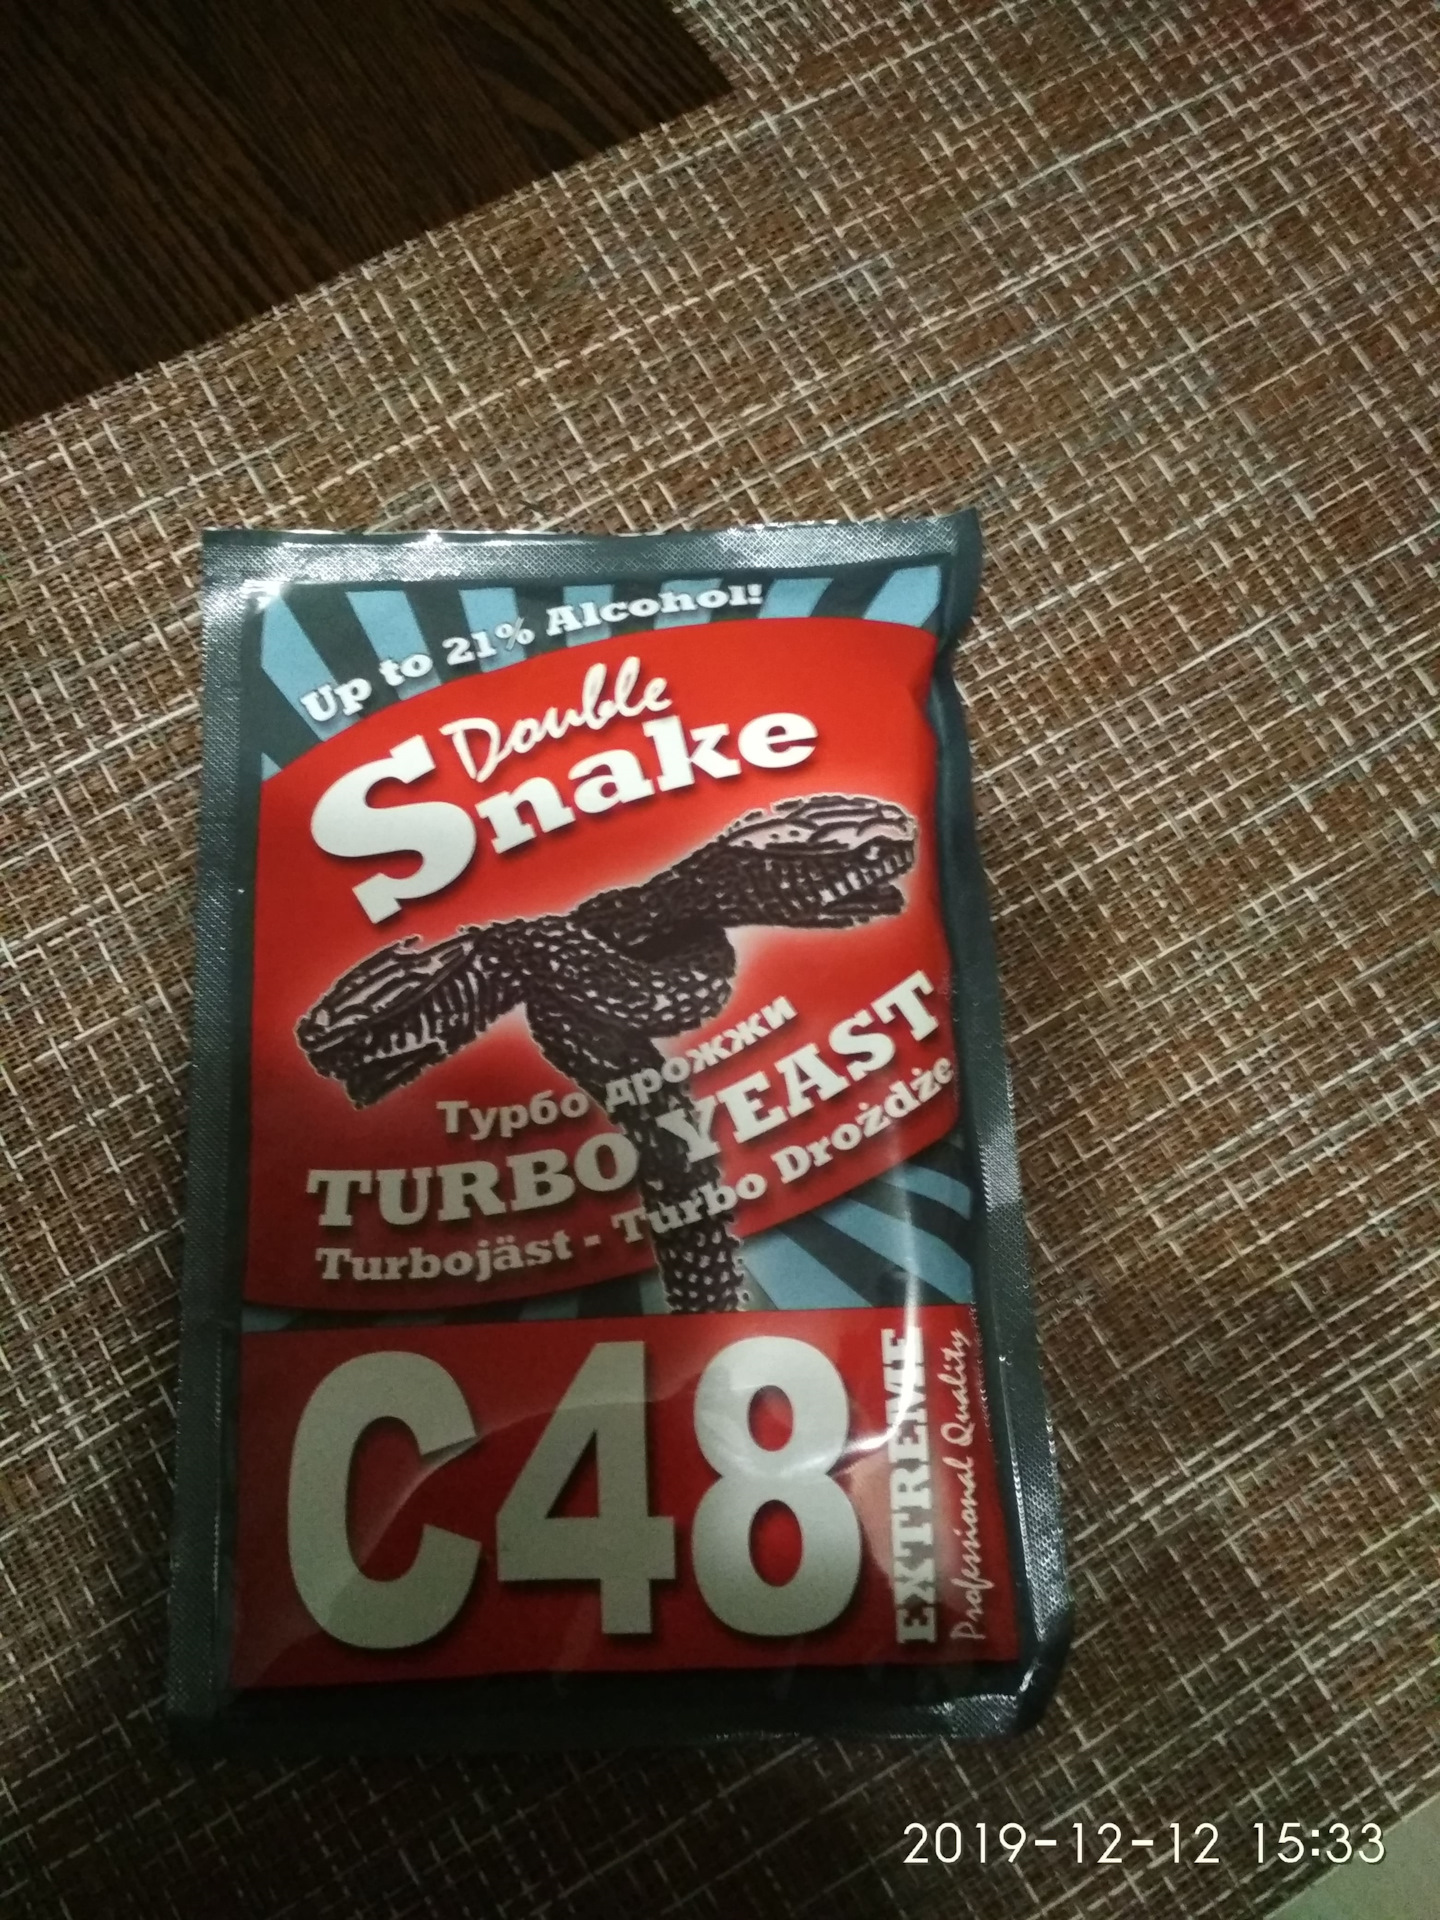 Up to 21% Alcohol!
Double
Snake
Турбо дрожжи
TURBO YEAST
Turbojäst - Turbo Drożdże
C48
EXTREME
Professional Quality
2019-12-12 15:33